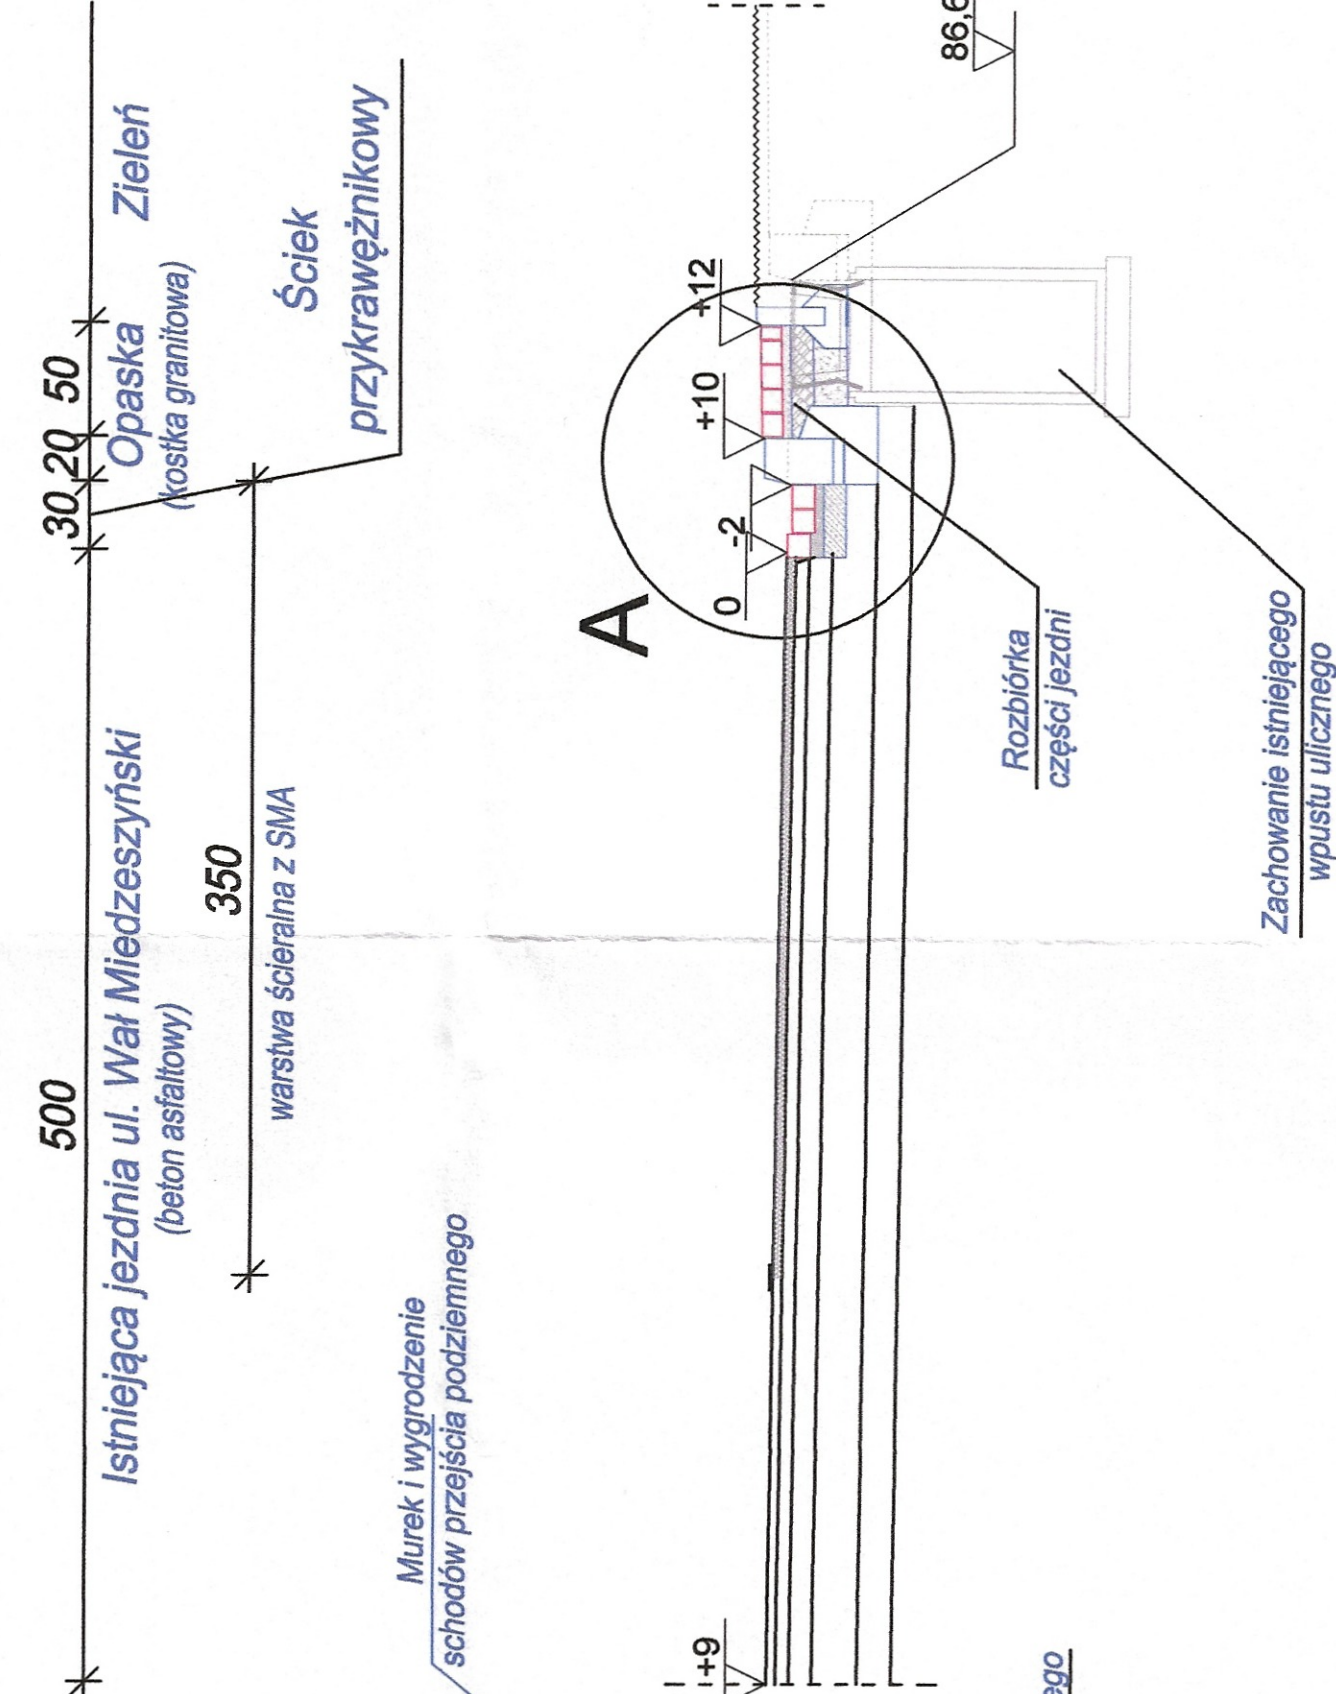 500
30
20
50
Istniejąca jezdnia ul. Wał Miedzeszyński
(beton asfaltowy)
Opaska
(kostka granitowa)
Zieleń
350
warstwa ścieralna z SMA
Ściek
przykrawężnikowy
Murek i wygrodzenie
schodów przejścia podziemnego
A
+9
0
-2
+10
+12
86,6
Rozbiórka
części jezdni
Zachowanie istniejącego
wpustu ulicznego